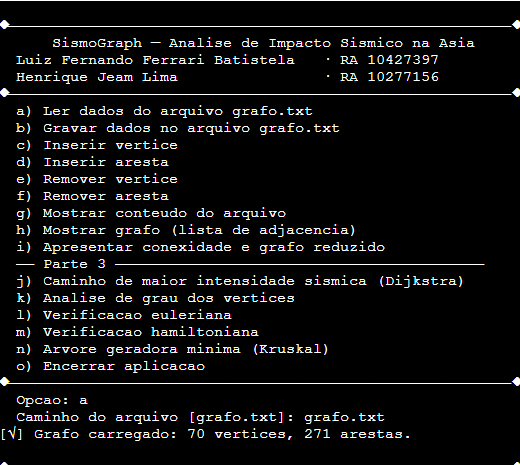 SismoGraph — Analise de Impacto Sismico na Asia
Luiz Fernando Ferrari Batistela · RA 10427397
Henrique Jeam Lima · RA 10277156
a) Ler dados do arquivo grafo.txt
b) Gravar dados no arquivo grafo.txt
c) Inserir vertice
d) Inserir aresta
e) Remover vertice
f) Remover aresta
g) Mostrar conteudo do arquivo
h) Mostrar grafo (lista de adjacencia)
i) Apresentar conexidade e grafo reduzido
—— Parte 3 ——
j) Caminho de maior intensidade sismica (Dijkstra)
k) Analise de grau dos vertices
l) Verificacao euleriana
m) Verificacao hamiltoniana
n) Arvore geradora minima (Kruskal)
o) Encerrar aplicacao
Opcao: a
Caminho do arquivo [grafo.txt]: grafo.txt
[√] Grafo carregado: 70 vertices, 271 arestas.